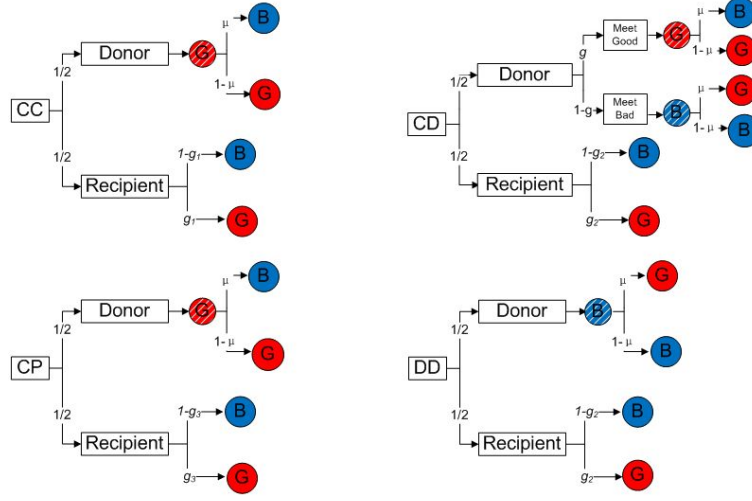 CC
1/2
Donor
G
μ
B
1- μ
G
1/2
Recipient
1-g1
B
g1
G
CD
1/2
Donor
g
Meet
Good
G
μ
B
1- μ
G
1-g
Meet
Bad
B
μ
G
1- μ
B
1/2
Recipient
1-g2
B
g2
G
CP
1/2
Donor
G
μ
B
1- μ
G
1/2
Recipient
1-g3
B
g3
G
DD
1/2
Donor
B
μ
G
1- μ
B
1/2
Recipient
1-g2
B
g2
G